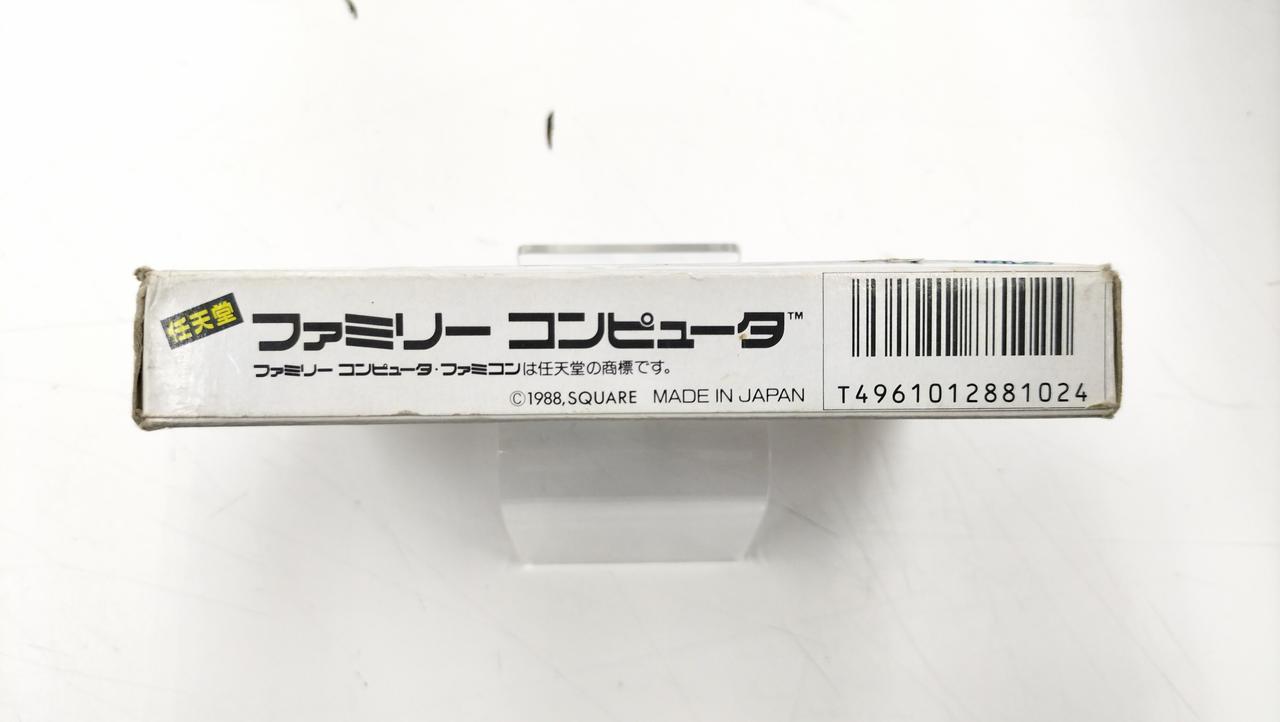 任天堂 ファミリー コンピュータ™
ファミリー コンピュータ・ファミコンは任天堂の商標です。
©1988, SQUARE MADE IN JAPAN
T4961012881024